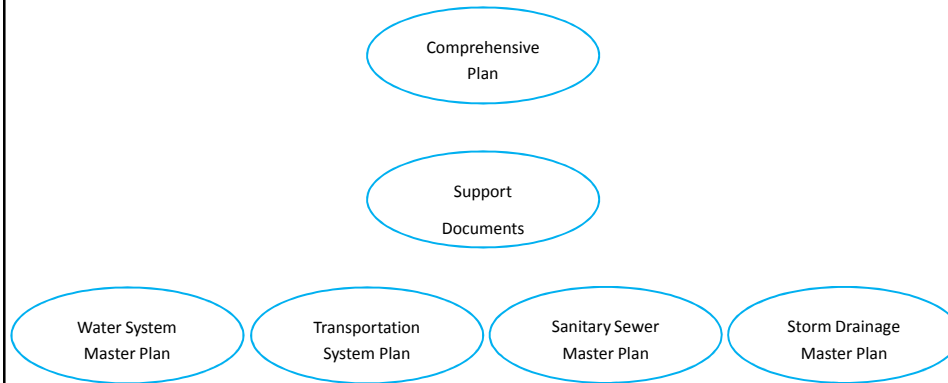 Comprehensive
Plan
Support
Documents
Water System
Master Plan
Transportation
System Plan
Sanitary Sewer
Master Plan
Storm Drainage
Master Plan